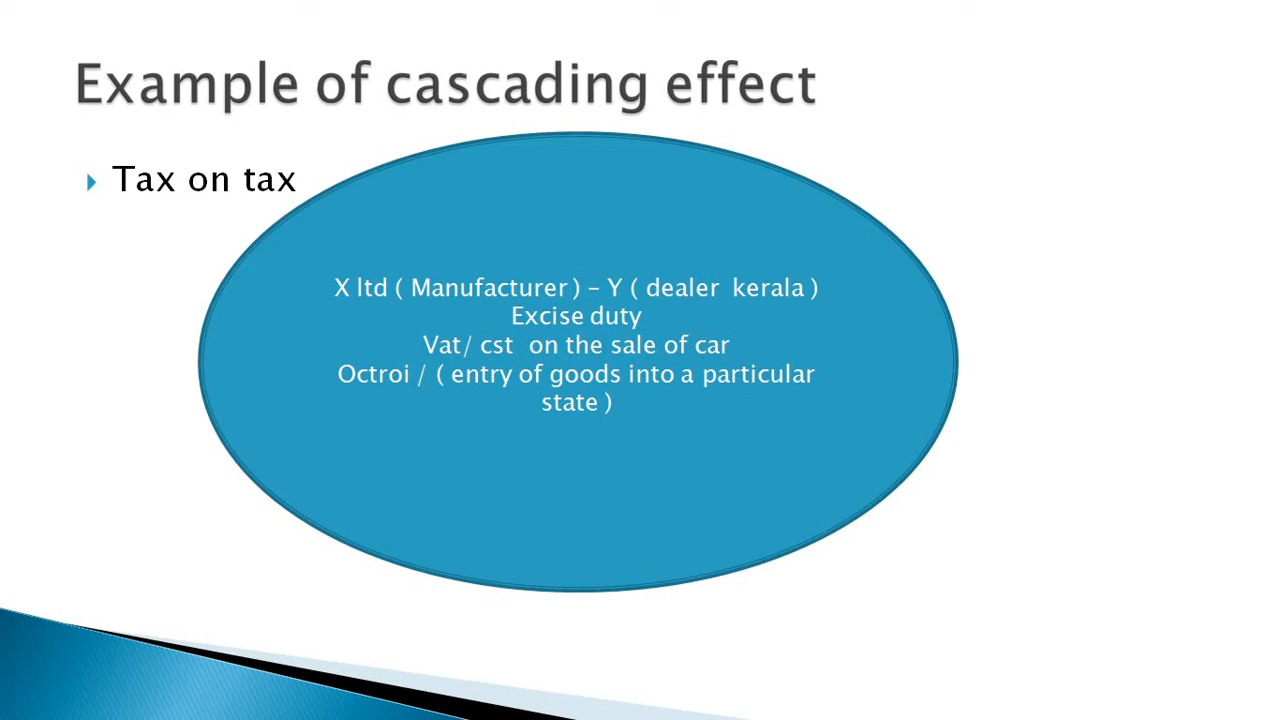 Example of cascading effect
Tax on tax
X ltd ( Manufacturer ) – Y ( dealer  kerala )
Excise duty
Vat/ cst  on the sale of car
Octroi / ( entry of goods into a particular
state )